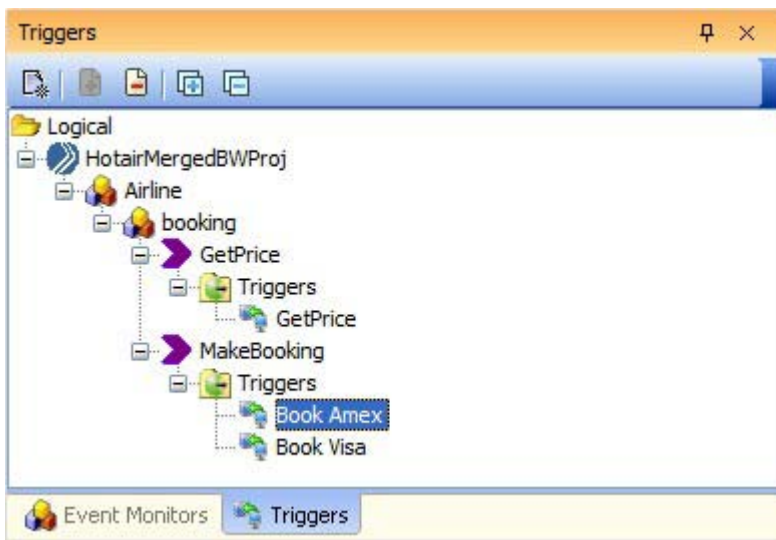 Triggers
Logical
HotairMergedBWProj
Airline
booking
GetPrice
Triggers
GetPrice
MakeBooking
Triggers
Book Amex
Book Visa
Event Monitors Triggers